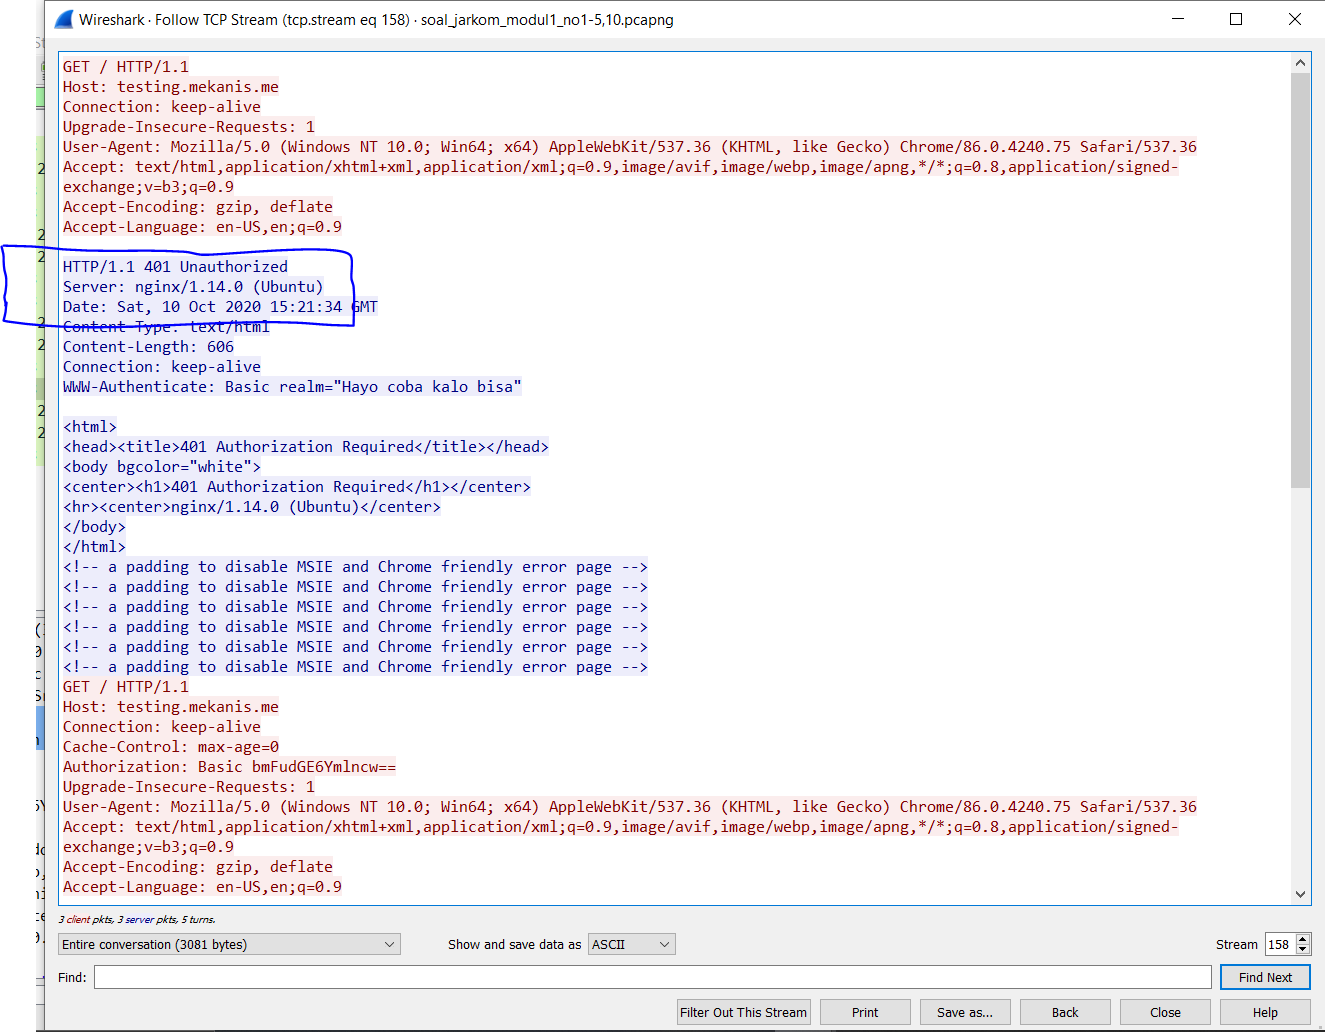 Wireshark · Follow TCP Stream (tcp.stream eq 158) · soal_jarkom_modul1_no1-5,10.pcapng
GET / HTTP/1.1
Host: testing.mekanis.me
Connection: keep-alive
Upgrade-Insecure-Requests: 1
User-Agent: Mozilla/5.0 (Windows NT 10.0; Win64; x64) AppleWebKit/537.36 (KHTML, like Gecko) Chrome/86.0.4240.75 Safari/537.36
Accept: text/html,application/xhtml+xml,application/xml;q=0.9,image/avif,image/webp,image/apng,*/*;q=0.8,application/signed-
exchange;v=b3;q=0.9
Accept-Encoding: gzip, deflate
Accept-Language: en-US,en;q=0.9
HTTP/1.1 401 Unauthorized
Server: nginx/1.14.0 (Ubuntu)
Date: Sat, 10 Oct 2020 15:21:34 GMT
Content-Type: text/html
Content-Length: 606
Connection: keep-alive
WWW-Authenticate: Basic realm="Hayo coba kalo bisa"
<html>
<head><title>401 Authorization Required</title></head>
<body bgcolor="white">
<center><h1>401 Authorization Required</h1></center>
<hr><center>nginx/1.14.0 (Ubuntu)</center>
</body>
</html>
<!-- a padding to disable MSIE and Chrome friendly error page -->
<!-- a padding to disable MSIE and Chrome friendly error page -->
<!-- a padding to disable MSIE and Chrome friendly error page -->
<!-- a padding to disable MSIE and Chrome friendly error page -->
<!-- a padding to disable MSIE and Chrome friendly error page -->
<!-- a padding to disable MSIE and Chrome friendly error page -->
GET / HTTP/1.1
Host: testing.mekanis.me
Connection: keep-alive
Cache-Control: max-age=0
Authorization: Basic bmFudGE6Ymlncw==
Upgrade-Insecure-Requests: 1
User-Agent: Mozilla/5.0 (Windows NT 10.0; Win64; x64) AppleWebKit/537.36 (KHTML, like Gecko) Chrome/86.0.4240.75 Safari/537.36
Accept: text/html,application/xhtml+xml,application/xml;q=0.9,image/avif,image/webp,image/apng,*/*;q=0.8,application/signed-
exchange;v=b3;q=0.9
Accept-Encoding: gzip, deflate
Accept-Language: en-US,en;q=0.9
3 client pkts, 3 server pkts, 5 turns.
Entire conversation (3081 bytes) Show and save data as ASCII Stream 158
Find: Find Next
Filter Out This Stream Print Save as... Back Close Help